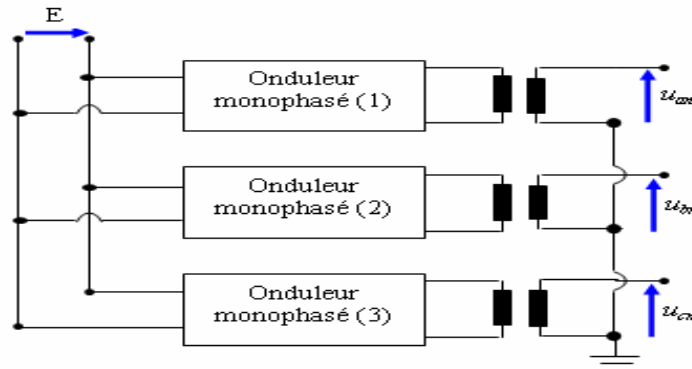 E
Onduleur
monophasé (1)
Onduleur
monophasé (2)
Onduleur
monophasé (3)